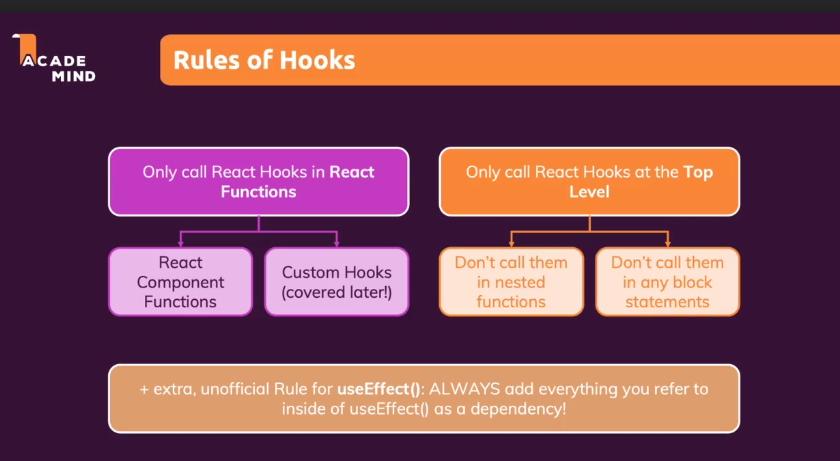 ACADE
MIND
Rules of Hooks
Only call React Hooks in React
Functions
React
Component
Functions
Custom Hooks
(covered later!)
Only call React Hooks at the Top
Level
Don't call them
in nested
functions
Don't call them
in any block
statements
+ extra, unofficial Rule for useEffect(): ALWAYS add everything you refer to
inside of useEffect() as a dependency!